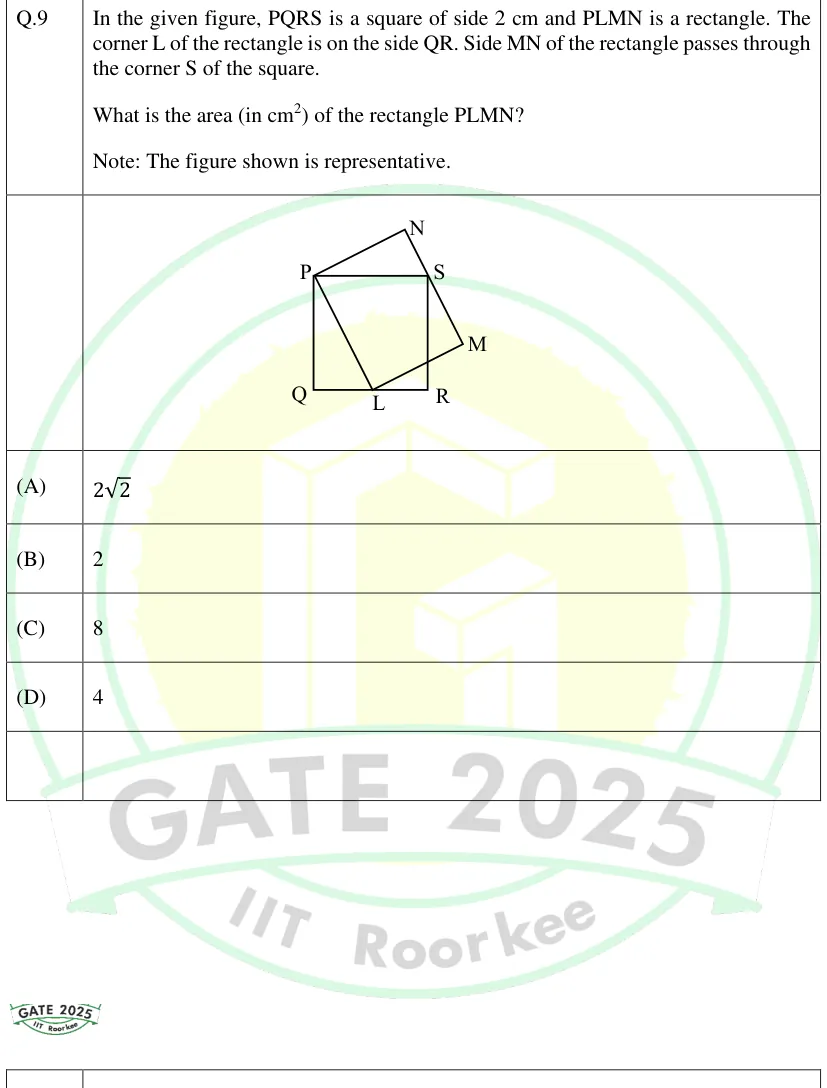 Q.9
In the given figure, PQRS is a square of side 2 cm and PLMN is a rectangle. The
corner L of the rectangle is on the side QR. Side MN of the rectangle passes through
the corner S of the square.
What is the area (in cm²) of the rectangle PLMN?
Note: The figure shown is representative.
N
P
S
M
Q
L
R
(A) 2√2
(B) 2
(C) 8
(D) 4
GATE 2025
IIT Roorkee
GATE 2025
IIT Roorkee